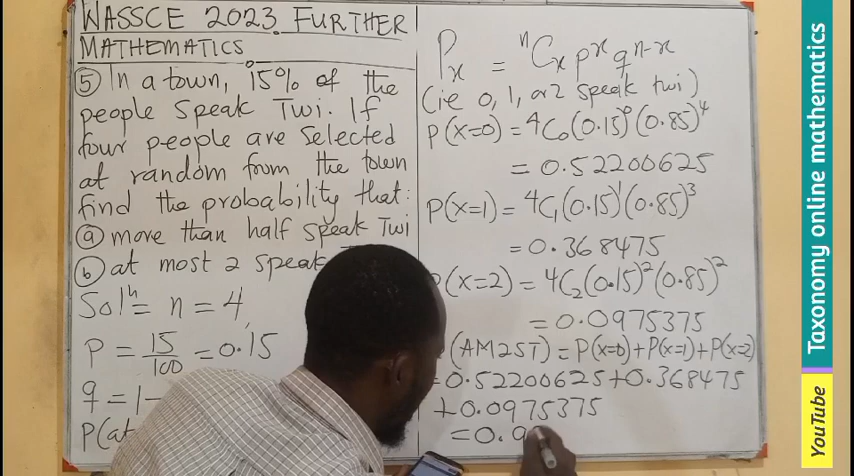 WASSCE 2023 FURTHER
MATHEMATICS
⑤ In a town, 15% of the
people speak Twi. If
four people are selected
at random from the town
find the probability that:
ⓐ more than half speak Twi
ⓑ at most 2 speak
Solⁿ= n = 4
P = 15/100 = 0.15
q = 1-
P(at
Pₓ = ⁿCₓ pˣ qⁿ⁻ˣ
(ie 0, 1, or 2 speak twi)
P(x=0) = 4C₀(0.15)⁰(0.85)⁴
= 0.52200625
P(x=1) = 4C₁(0.15)¹(0.85)³
= 0.368475
P(x=2) = 4C₂(0.15)²(0.85)²
= 0.0975375
(AM2ST) = P(x=0) + P(x=1) + P(x=2)
=0.52200625+0.368475
+0.0975375
=0.9
YouTube Taxonomy online mathematics